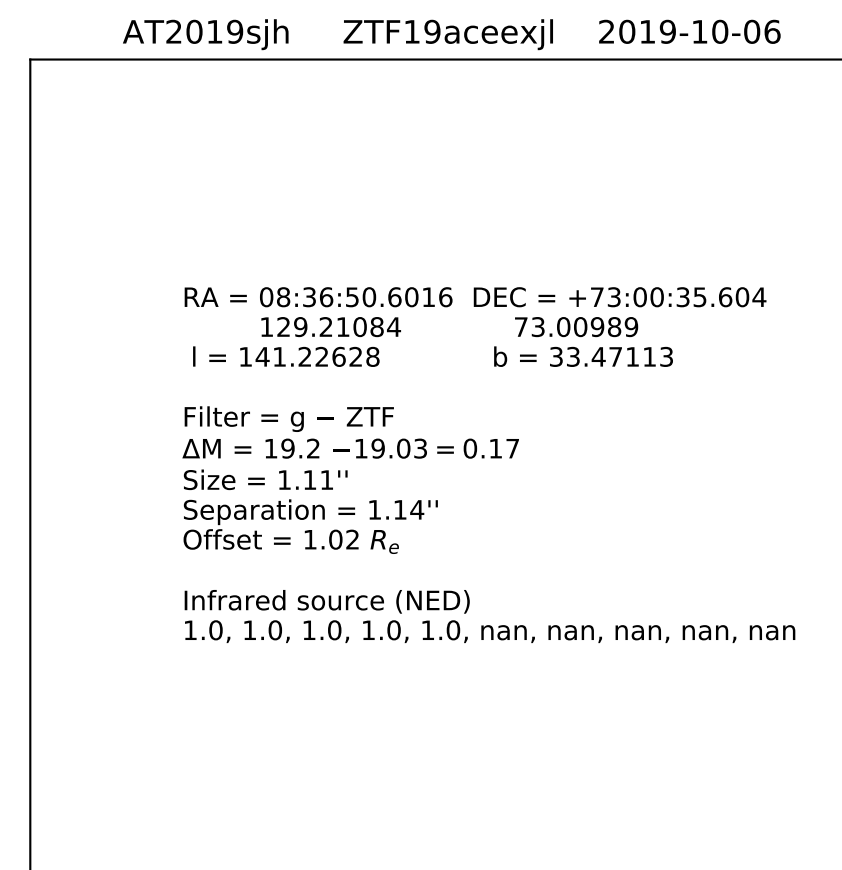 AT2019sjh ZTF19aceexjl 2019-10-06
RA = 08:36:50.6016 DEC = +73:00:35.604
129.21084 73.00989
l = 141.22628 b = 33.47113
Filter = g − ZTF
ΔM = 19.2 −19.03 = 0.17
Size = 1.11''
Separation = 1.14''
Offset = 1.02 Re
Infrared source (NED)
1.0, 1.0, 1.0, 1.0, 1.0, nan, nan, nan, nan, nan